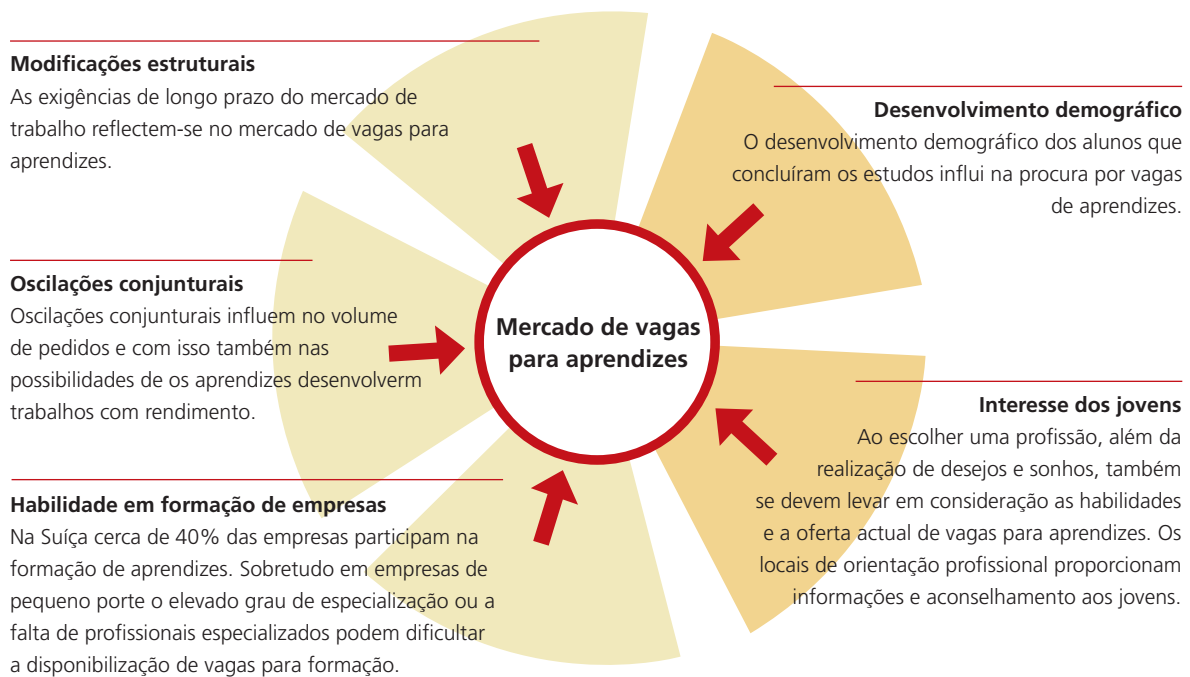 Modificações estruturais
As exigências de longo prazo do mercado de
trabalho reflectem-se no mercado de vagas para
aprendizes.
Oscilações conjunturais
Oscilações conjunturais influem no volume
de pedidos e com isso também nas
possibilidades de os aprendizes desenvolverm
trabalhos com rendimento.
Habilidade em formação de empresas
Na Suíça cerca de 40% das empresas participam na
formação de aprendizes. Sobretudo em empresas de
pequeno porte o elevado grau de especialização ou a
falta de profissionais especializados podem dificultar
a disponibilização de vagas para formação.
Mercado de vagas
para aprendizes
Desenvolvimento demográfico
O desenvolvimento demográfico dos alunos que
concluíram os estudos influi na procura por vagas
de aprendizes.
Interesse dos jovens
Ao escolher uma profissão, além da
realização de desejos e sonhos, também
se devem levar em consideração as habilidades
e a oferta actual de vagas para aprendizes. Os
locais de orientação profissional proporcionam
informações e aconselhamento aos jovens.